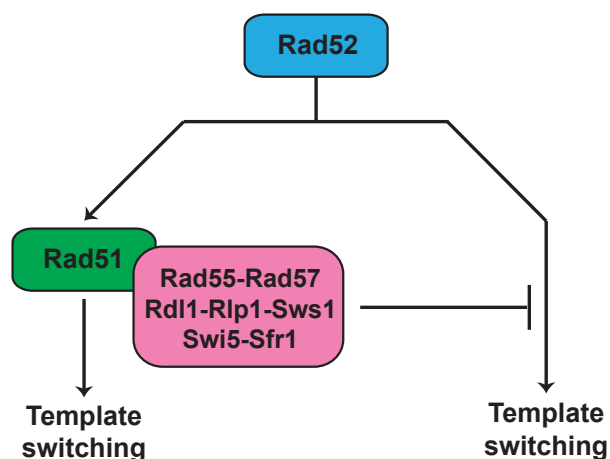 Rad52
Rad51
Rad55-Rad57
Rdl1-Rlp1-Sws1
Swi5-Sfr1
Template
switching
Template
switching